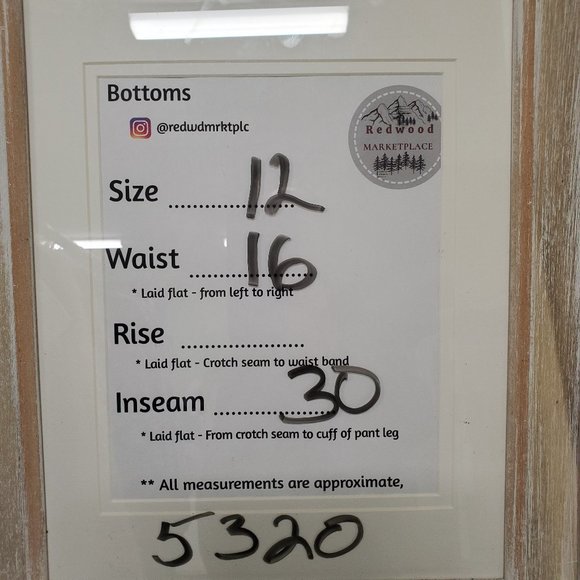 Bottoms
@redwdmrktplc
Redwood
MARKETPLACE
Size ................ 12
Waist ................ 16
* Laid flat - from left to right
Rise ................
* Laid flat - Crotch seam to waist band
Inseam ................ 30
* Laid flat - From crotch seam to cuff of pant leg
** All measurements are approximate,
5320